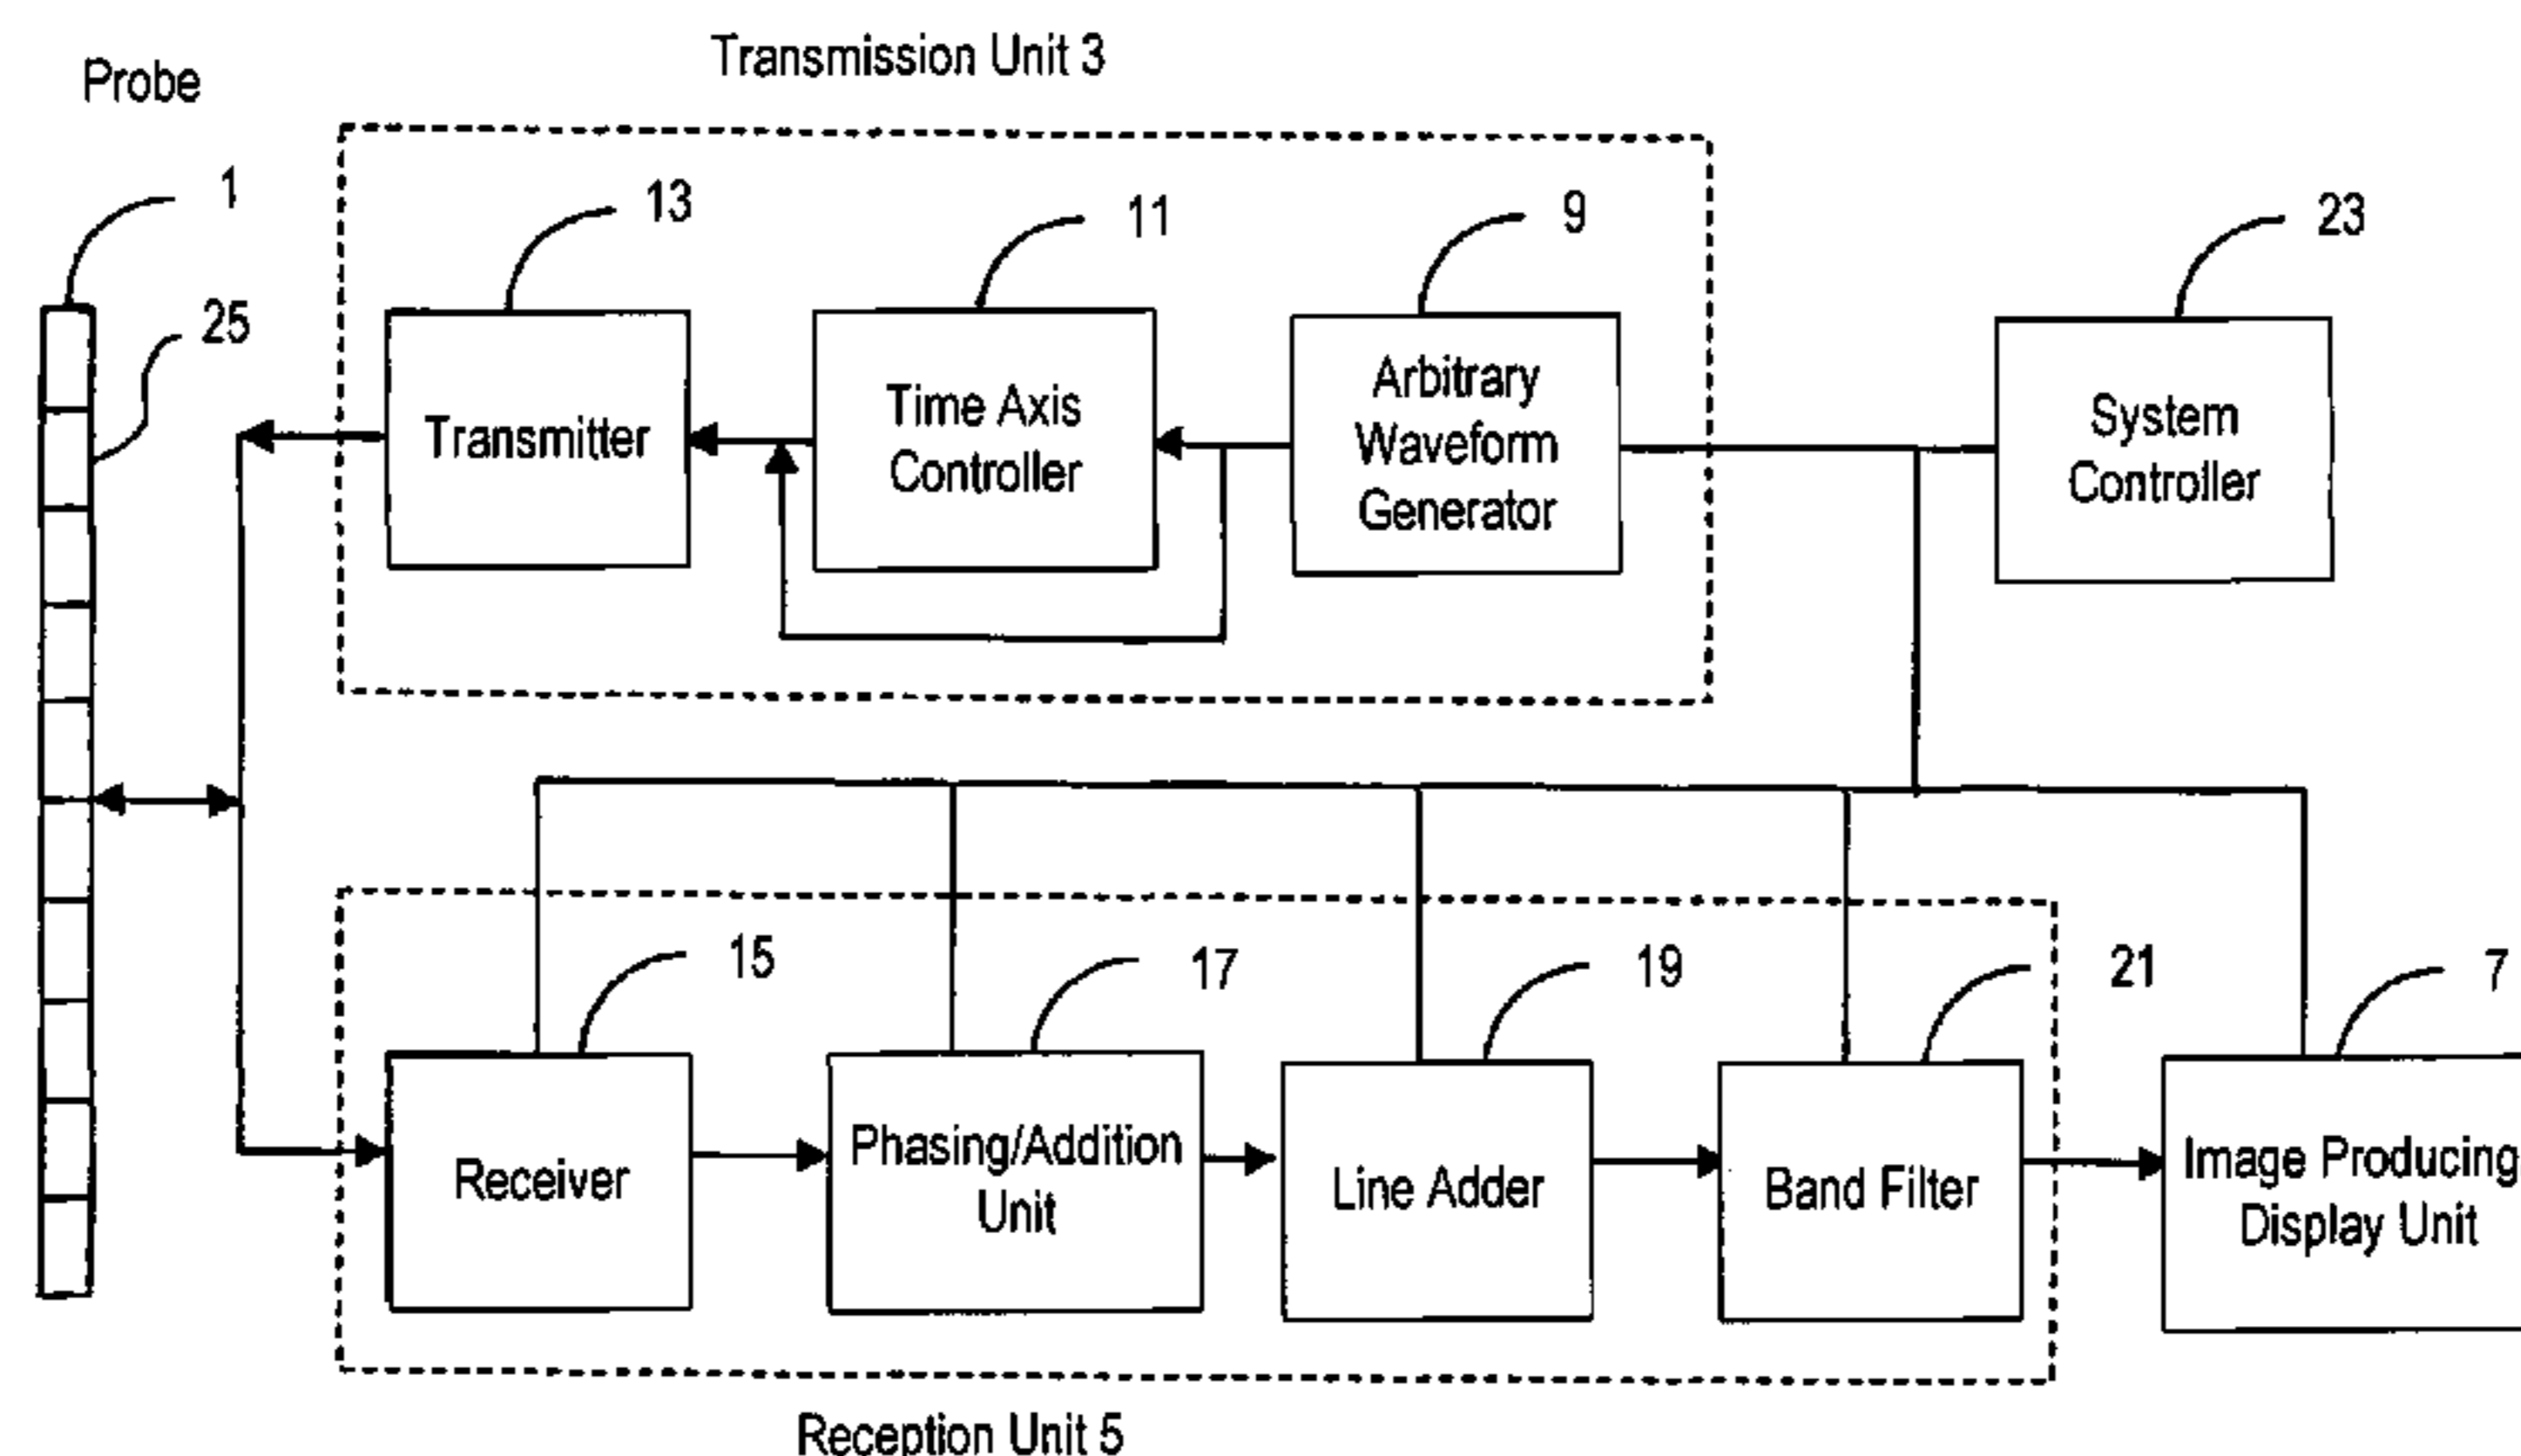 Transmission Unit 3
Probe
1
13
11
9
23
25
Transmitter
Time Axis
Controller
Arbitrary
Waveform
Generator
System
Controller
15
17
19
21
7
Receiver
Phasing/Addition
Unit
Line Adder
Band Filter
Image Producing
Display Unit
Reception Unit 5